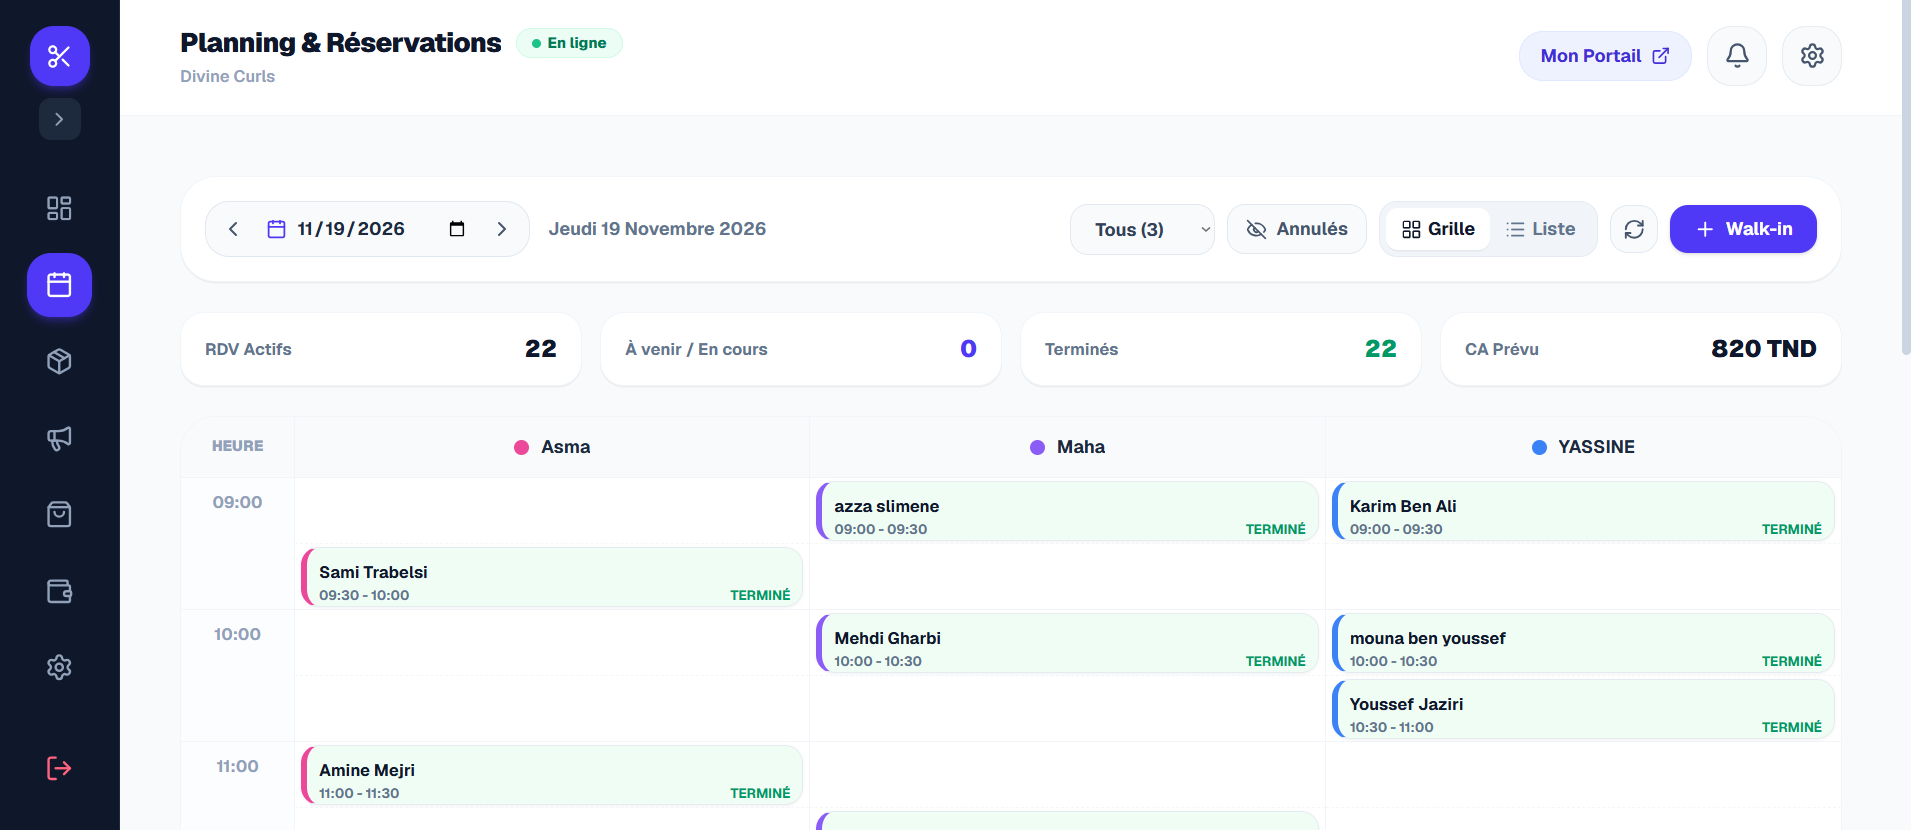 Planning & Réservations
En ligne
Divine Curls
Mon Portail
11/19/2026
Jeudi 19 Novembre 2026
Tous (3)
Annulés
Grille
Liste
Walk-in
RDV Actifs
22
À venir / En cours
0
Terminés
22
CA Prévu
820 TND
HEURE
Asma
Maha
YASSINE
09:00
azza slimene
09:00 - 09:30
TERMINÉ
Karim Ben Ali
09:00 - 09:30
TERMINÉ
Sami Trabelsi
09:30 - 10:00
TERMINÉ
10:00
Mehdi Gharbi
10:00 - 10:30
TERMINÉ
mouna ben youssef
10:00 - 10:30
TERMINÉ
Youssef Jaziri
10:30 - 11:00
TERMINÉ
11:00
Amine Mejri
11:00 - 11:30
TERMINÉ